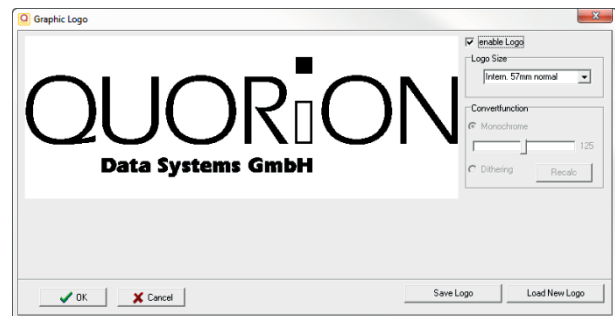 Graphic Logo
QUORiON
Data Systems GmbH
enable Logo
Logo Size
Intern. 57mm normal
Convertfunction
Monochrome
125
Dithering
Recalc
OK
Cancel
Save Logo
Load New Logo